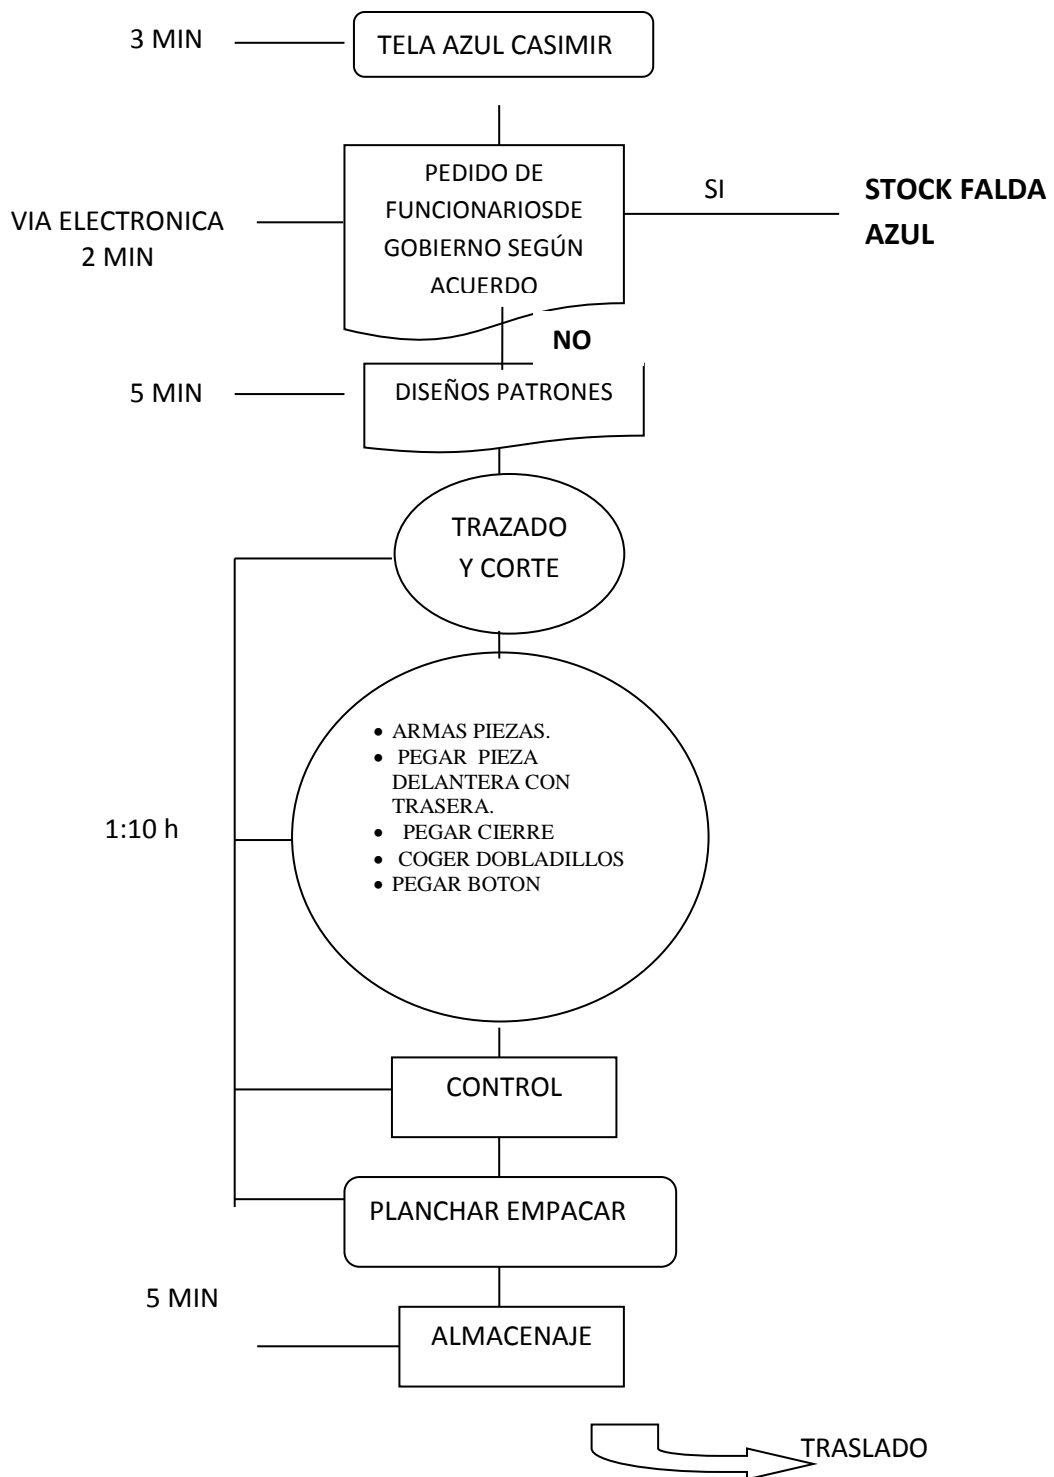 3 MIN
TELA AZUL CASIMIR
PEDIDO DE
FUNCIONARIOSDE
GOBIERNO SEGÚN
ACUERDO
VIA ELECTRONICA
2 MIN
SI
STOCK FALDA
AZUL
NO
5 MIN
DISEÑOS PATRONES
TRAZADO
Y CORTE
• ARMAS PIEZAS.
• PEGAR PIEZA
DELANTERA CON
TRASERA.
• PEGAR CIERRE
• COGER DOBLADILLOS
• PEGAR BOTON
1:10 h
CONTROL
PLANCHAR EMPACAR
5 MIN
ALMACENAJE
TRASLADO